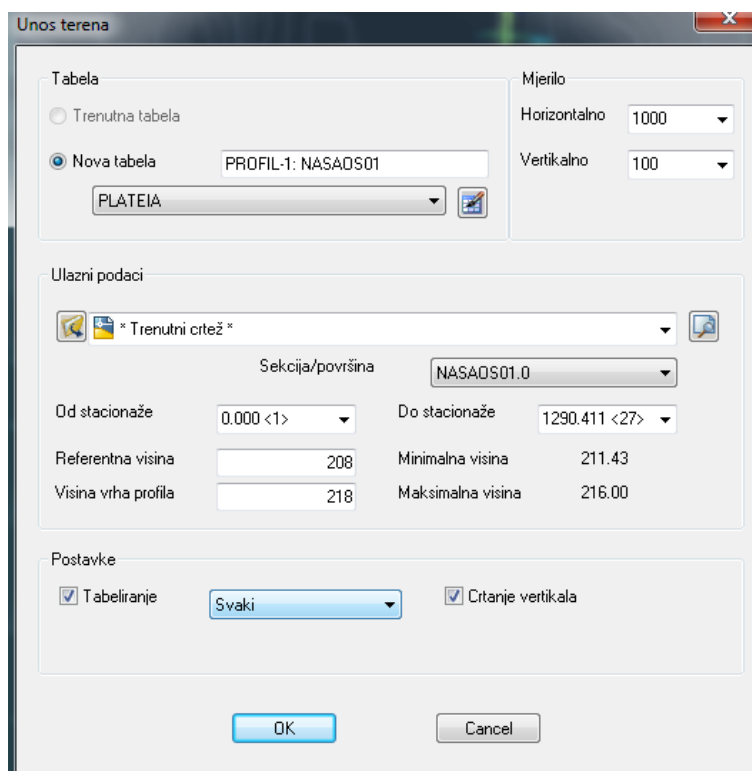 Unos terena
Tabela
Trenutna tabela
Nova tabela PROFIL-1: NASAOS01
PLATEIA
Mjerilo
Horizontalno 1000
Vertikalno 100
Ulazni podaci
* Trenutni crtež *
Sekcija/površina NASAOS01.0
Od stacionaže 0.000 <1> Do stacionaže 1290.411 <27>
Referentna visina 208 Minimalna visina 211.43
Visina vrha profila 218 Maksimalna visina 216.00
Postavke
Tabeliranje Svaki Crtanje vertikala
OK Cancel